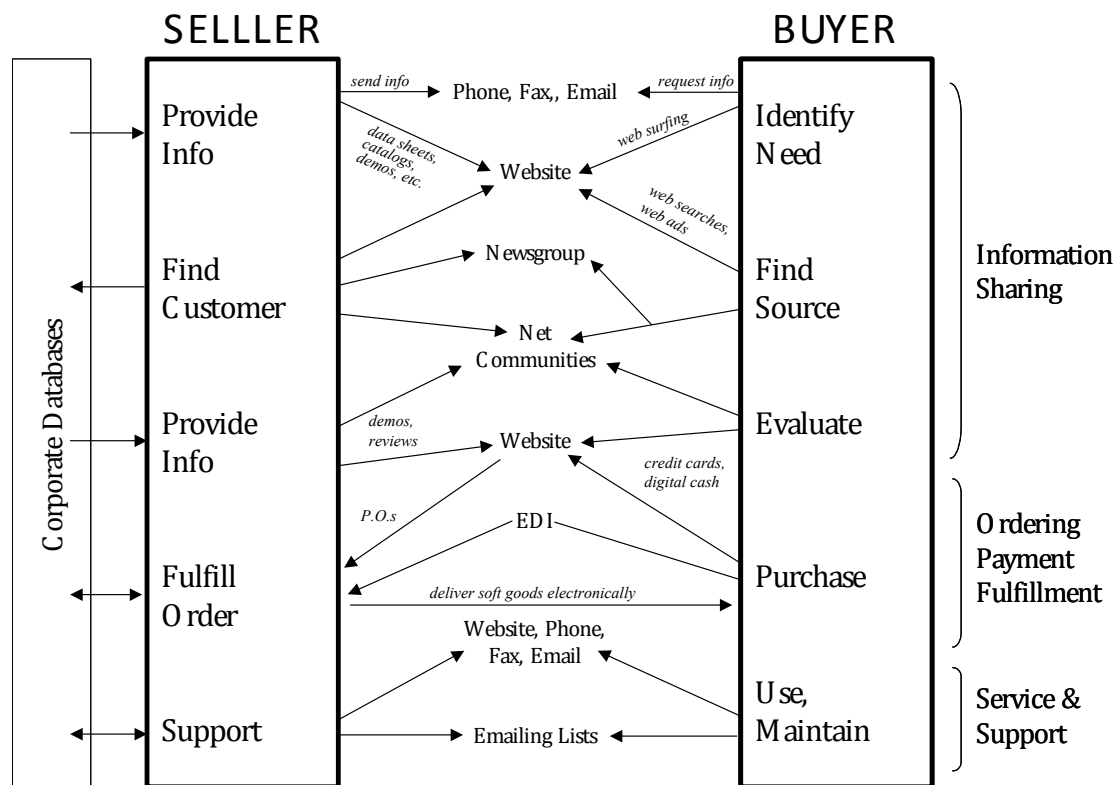 SELLLER
BUYER
Corporate Databases
Provide
Info
Find
Customer
Provide
Info
Fulfill
Order
Support
send info
Phone, Fax,, Email
request info
data sheets,
catalogs,
demos, etc.
Website
web surfing
web searches,
web ads
Newsgroup
Net
Communities
demos,
reviews
Website
credit cards,
digital cash
P.O.s
EDI
deliver soft goods electronically
Website, Phone,
Fax, Email
Emailing Lists
Identify
Need
Find
Source
Evaluate
Purchase
Use,
Maintain
Information
Sharing
Ordering
Payment
Fulfillment
Service &
Support